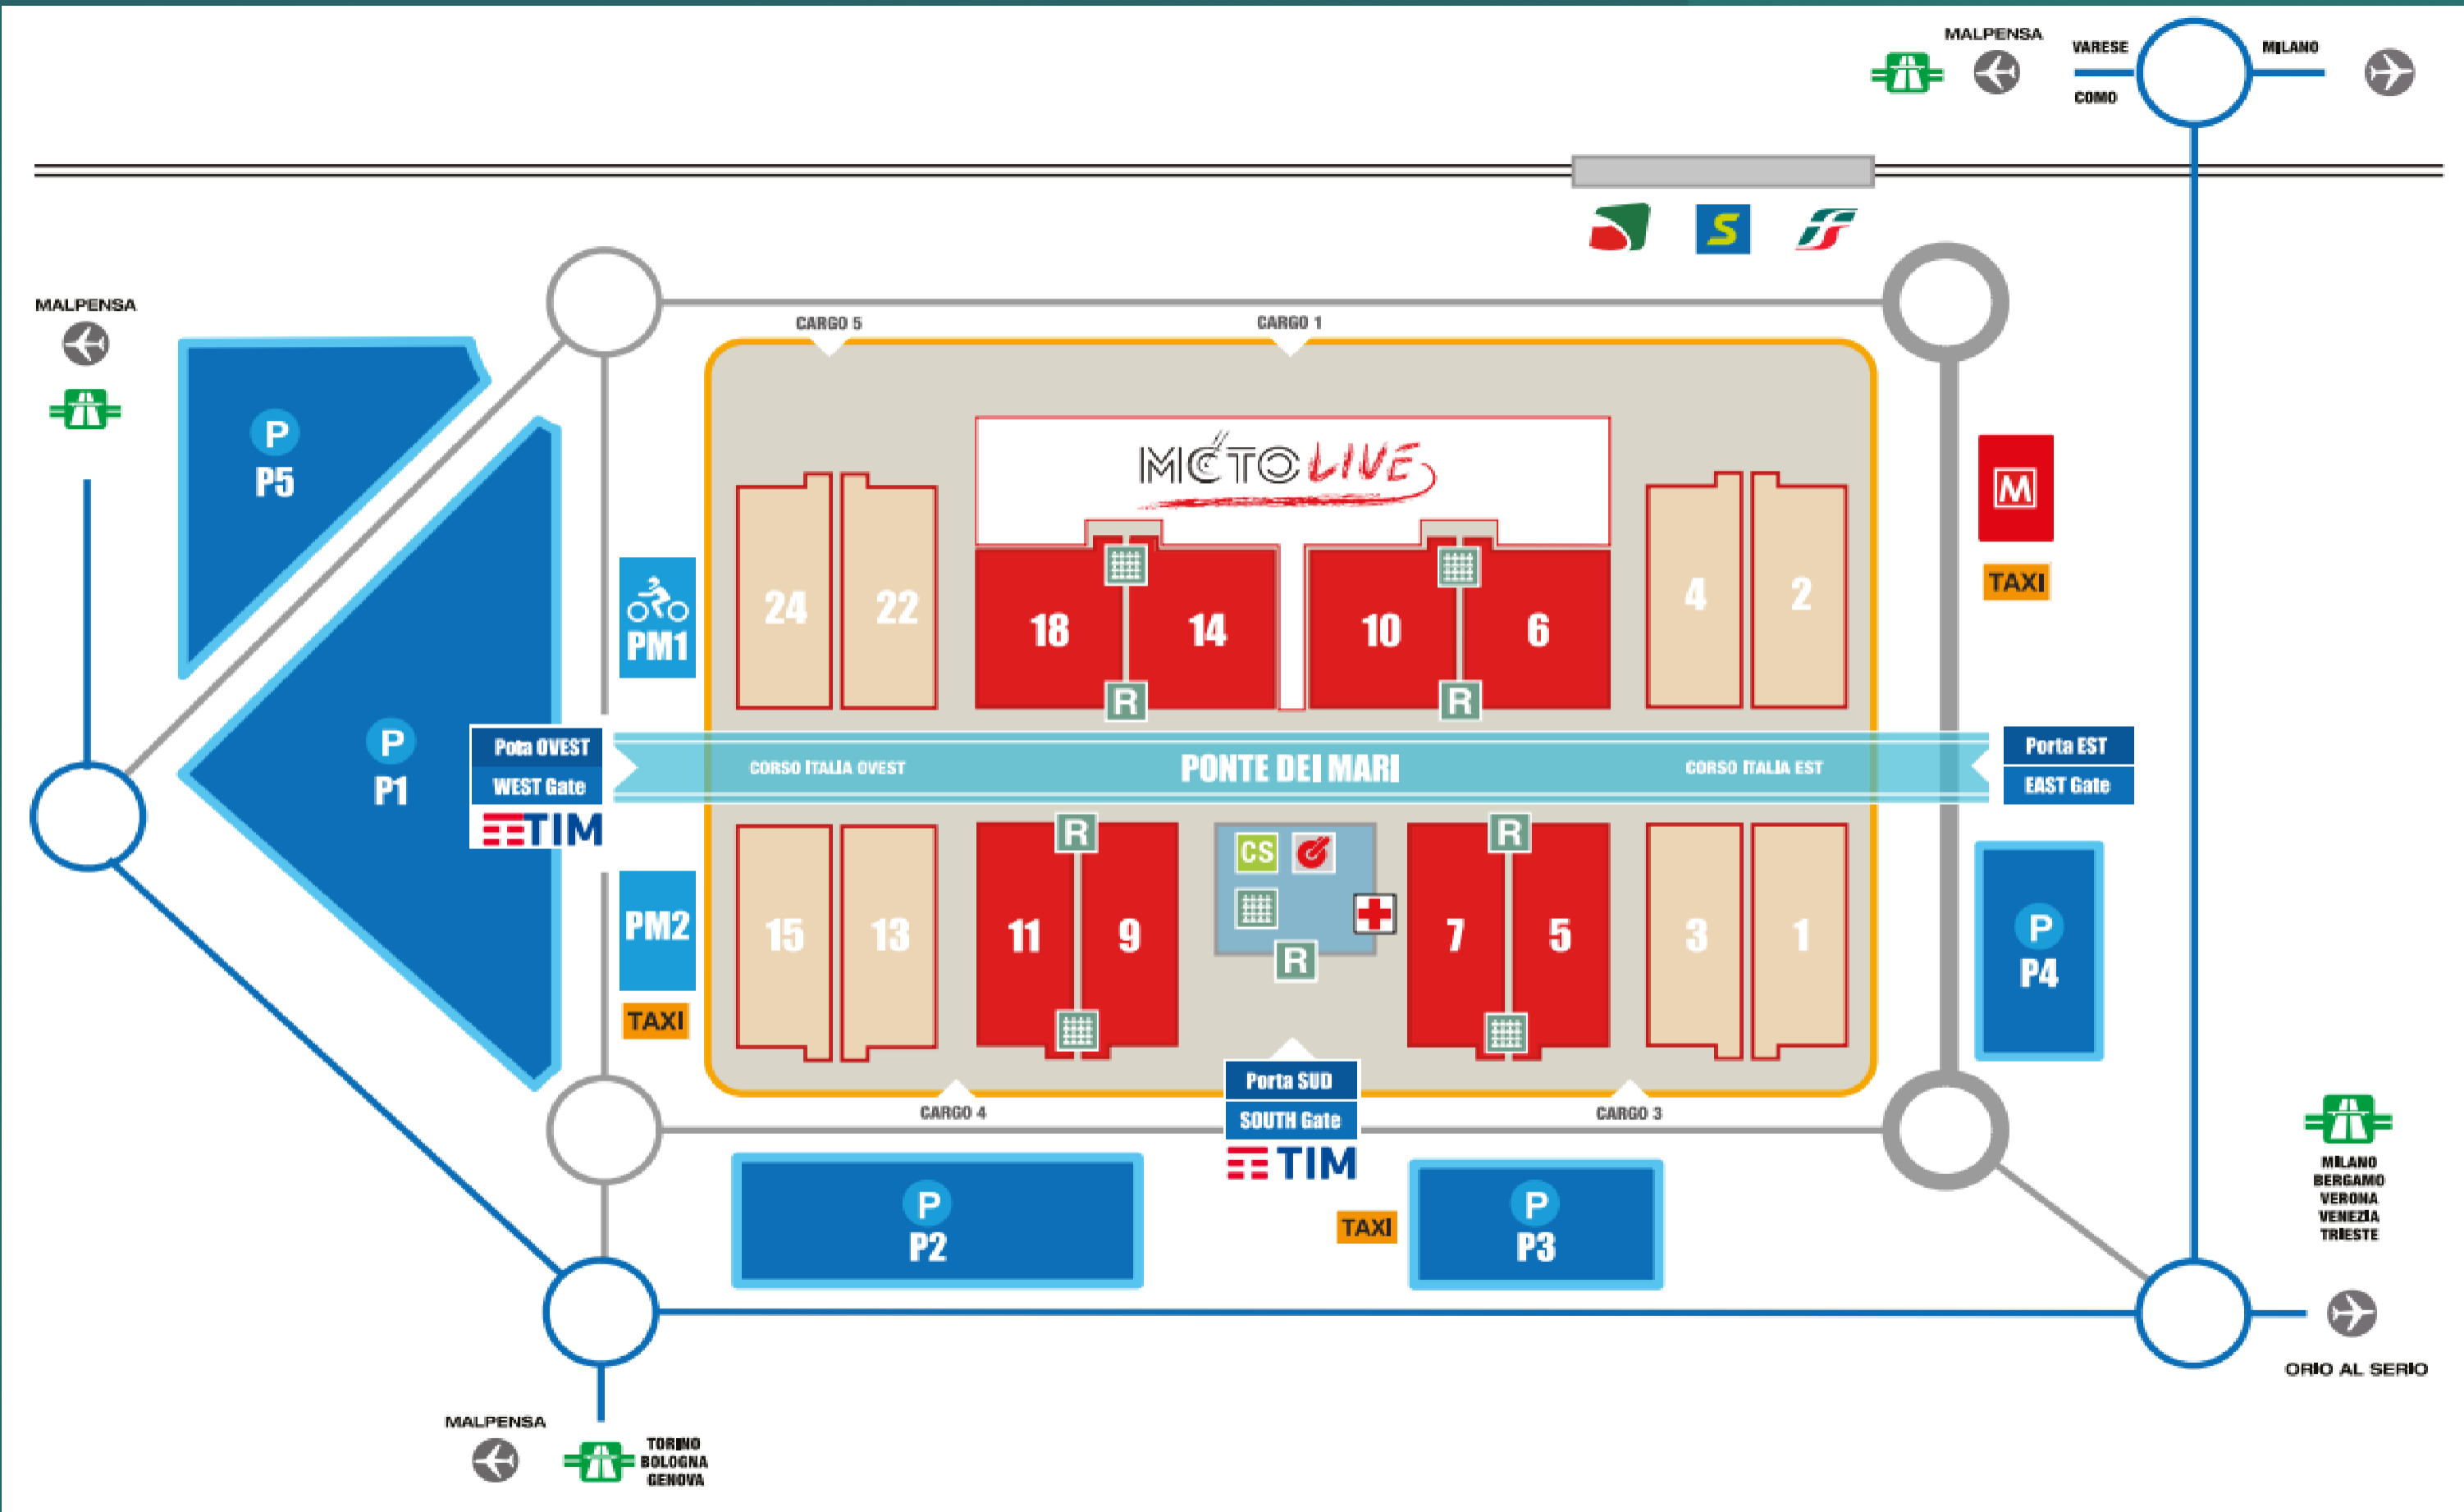 MALPENSA
VARESE
MILANO
COMO
S
MALPENSA
CARGO 5
CARGO 1
P
P5
MOTO LIVE
M
TAXI
PM1
24
22
18
14
10
6
4
2
R
R
P
P1
Pota OVEST
WEST Gate
TIM
CORSO ITALIA OVEST
PONTE DEI MARI
CORSO ITALIA EST
Porta EST
EAST Gate
PM2
TAXI
15
13
11
9
R
CS
R
R
7
5
3
1
P
P4
Porta SUD
SOUTH Gate
TIM
CARGO 4
CARGO 3
P
P2
TAXI
P
P3
MILANO
BERGAMO
VERONA
VENEZIA
TRIESTE
ORIO AL SERIO
MALPENSA
TORINO
BOLOGNA
GENOVA